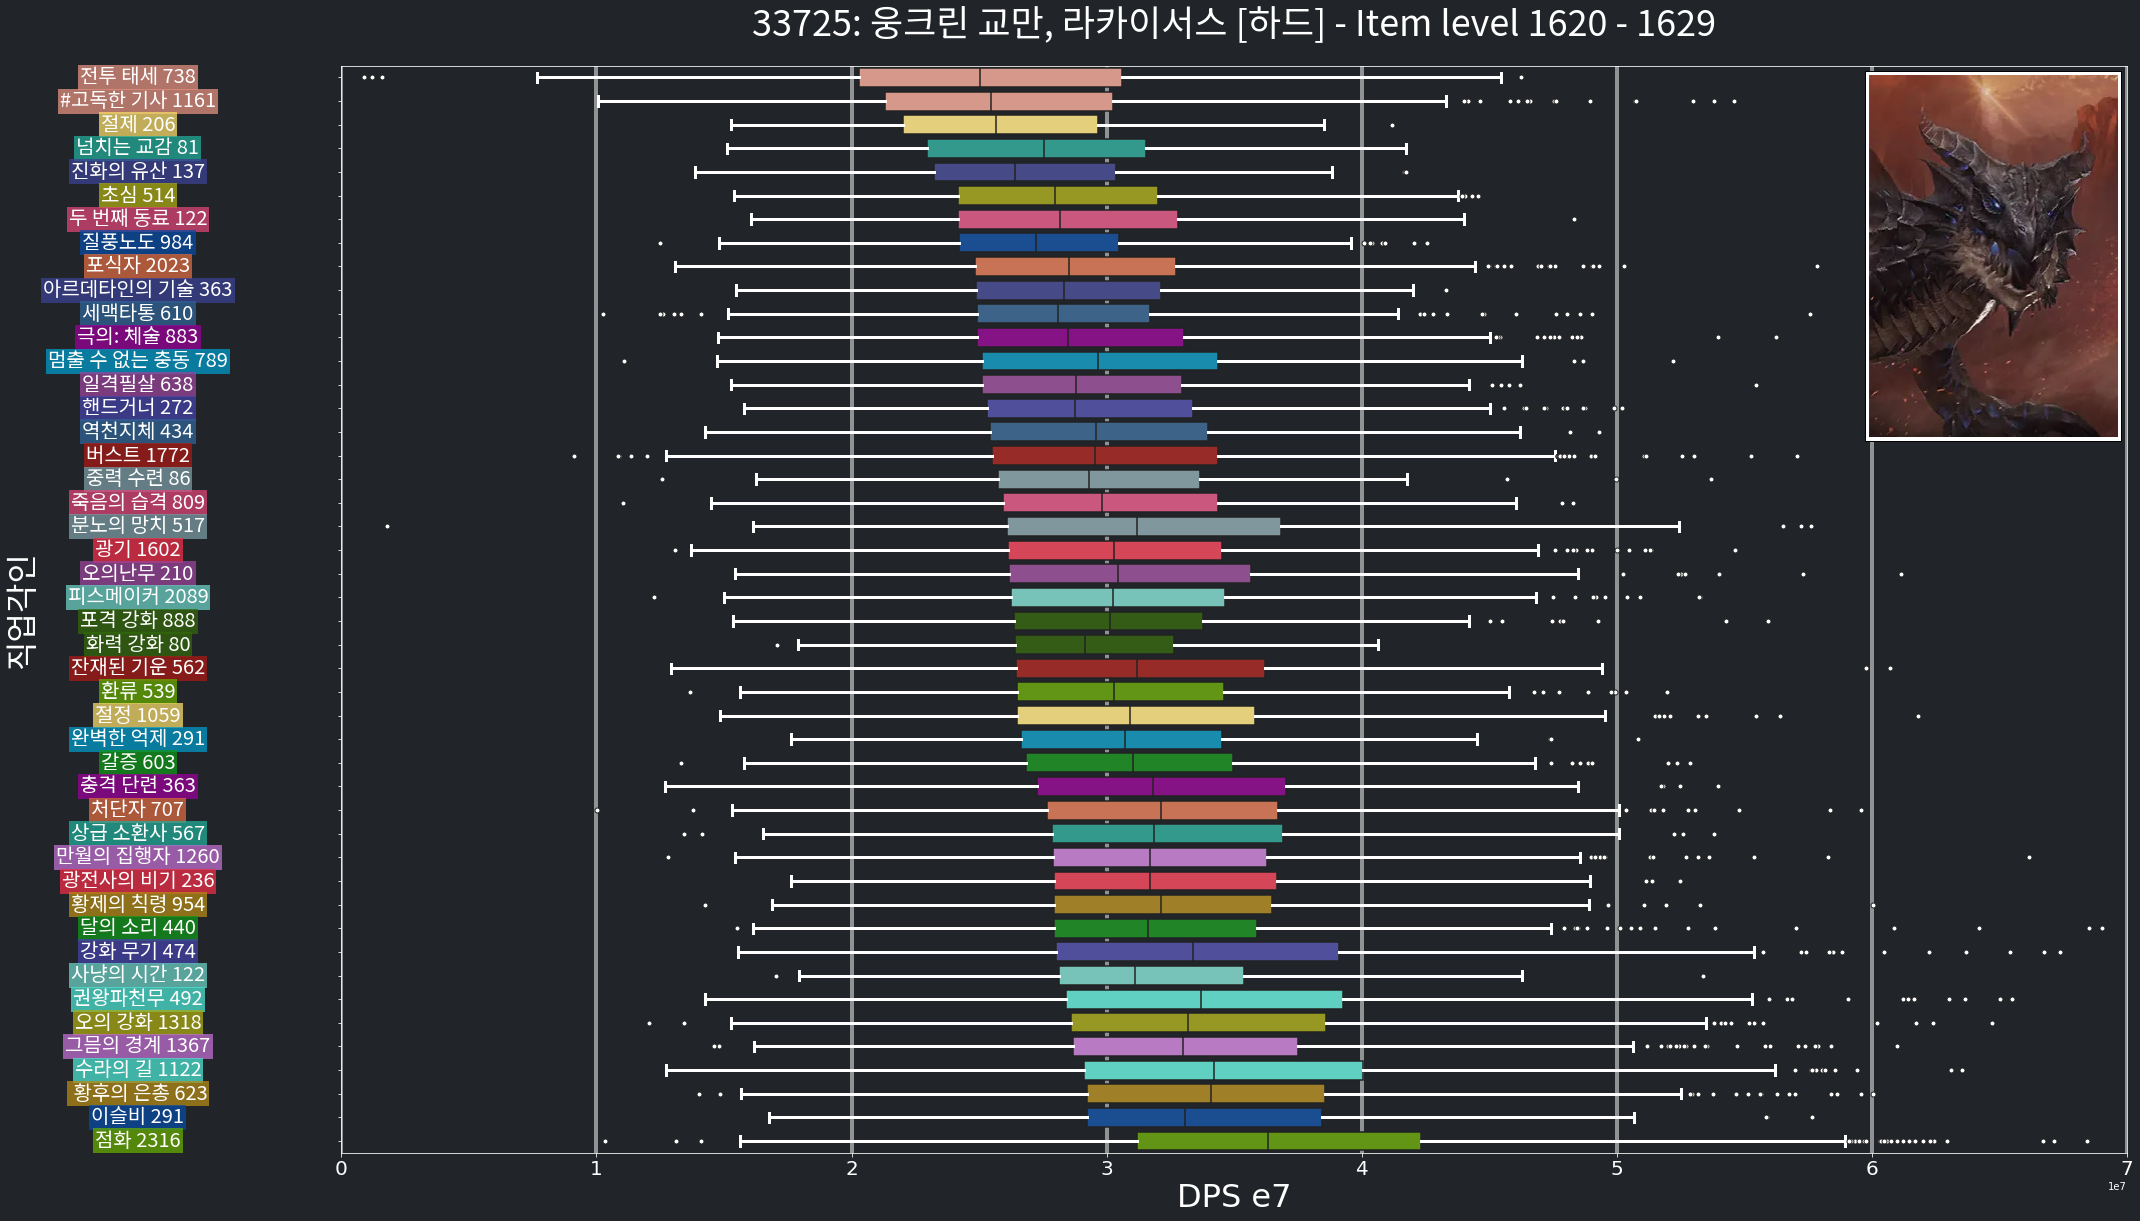 33725: 웅크린 교만, 라카이서스 [하드] - Item level 1620 - 1629
전투 태세 738
#고독한 기사 1161
절제 206
넘치는 교감 81
진화의 유산 137
초심 514
두 번째 동료 122
질풍노도 984
포식자 2023
아르데타인의 기술 363
세맥타통 610
극의: 체술 883
멈출 수 없는 충동 789
일격필살 638
핸드거너 272
역천지체 434
버스트 1772
중력 수련 86
죽음의 습격 809
분노의 망치 517
광기 1602
오의난무 210
피스메이커 2089
포격 강화 888
화력 강화 80
잔재된 기운 562
환류 539
절정 1059
완벽한 억제 291
갈증 603
충격 단련 363
처단자 707
상급 소환사 567
만월의 집행자 1260
광전사의 비기 236
황제의 칙령 954
달의 소리 440
강화 무기 474
사냥의 시간 122
권왕파천무 492
오의 강화 1318
그믐의 경계 1367
수라의 길 1122
황후의 은총 623
이슬비 291
점화 2316
직업각인
0 1 2 3 4 5 6 7
DPS e7
1e7